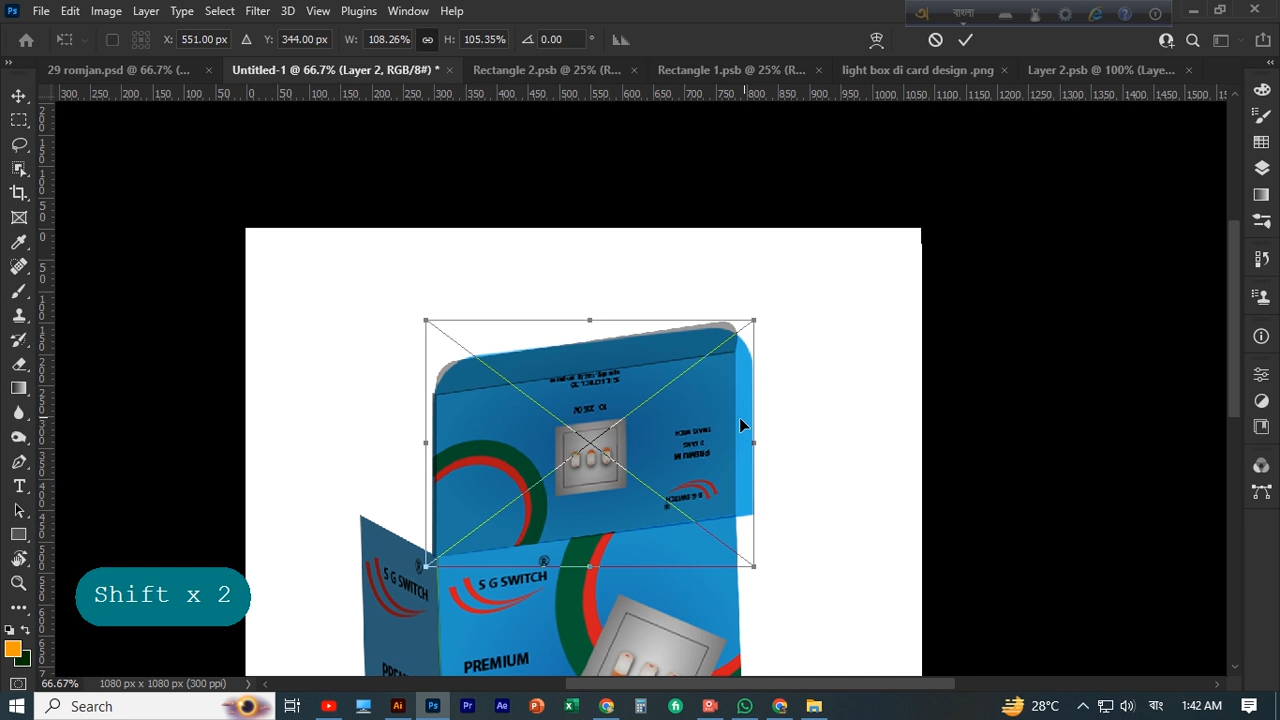 Ps File Edit Image Layer Type Select Filter 3D View Plugins Window Help
বাংলা
X: 551.00 px Y: 344.00 px W: 108.26% H: 105.35% 0.00 °
29 romjan.psd @ 66.7% (... × Untitled-1 @ 66.7% (Layer 2, RGB/8#) * × Rectangle 2.psb @ 25% (R... × Rectangle 1.psb @ 25% (R... × light box di card design .png × Layer 2.psb @ 100% (Laye... ×
300 250 200 150 100 50 0 50 100 150 200 250 300 350 400 450 500 550 600 650 700 750 800 850 900 950 1000 1050 1100 1150 1200 1250 1300 1350 1400 1450 1500
S G SWITCH ®
S G SWITCH ®
PREMIUM
Shift x 2
66.67% 1080 px x 1080 px (300 ppi)
Search
Ai Ps Pr Ae
28°C
বাং
1:42 AM